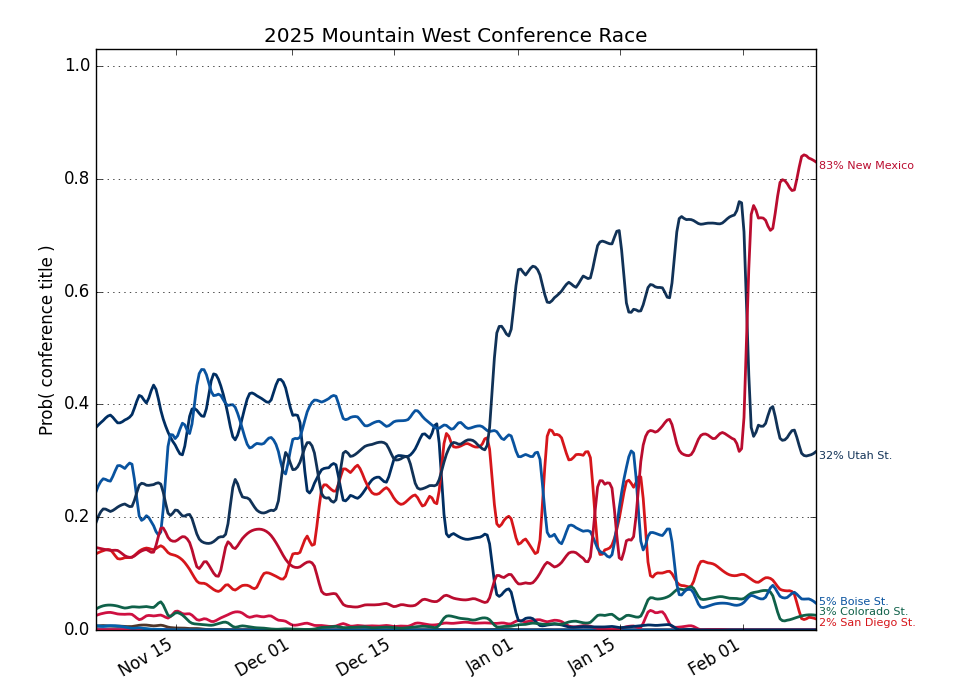 2025 Mountain West Conference Race
Prob( conference title )
1.0
0.8
0.6
0.4
0.2
0.0
83% New Mexico
32% Utah St.
5% Boise St.
3% Colorado St.
2% San Diego St.
Nov 15
Dec 01
Dec 15
Jan 01
Jan 15
Feb 01